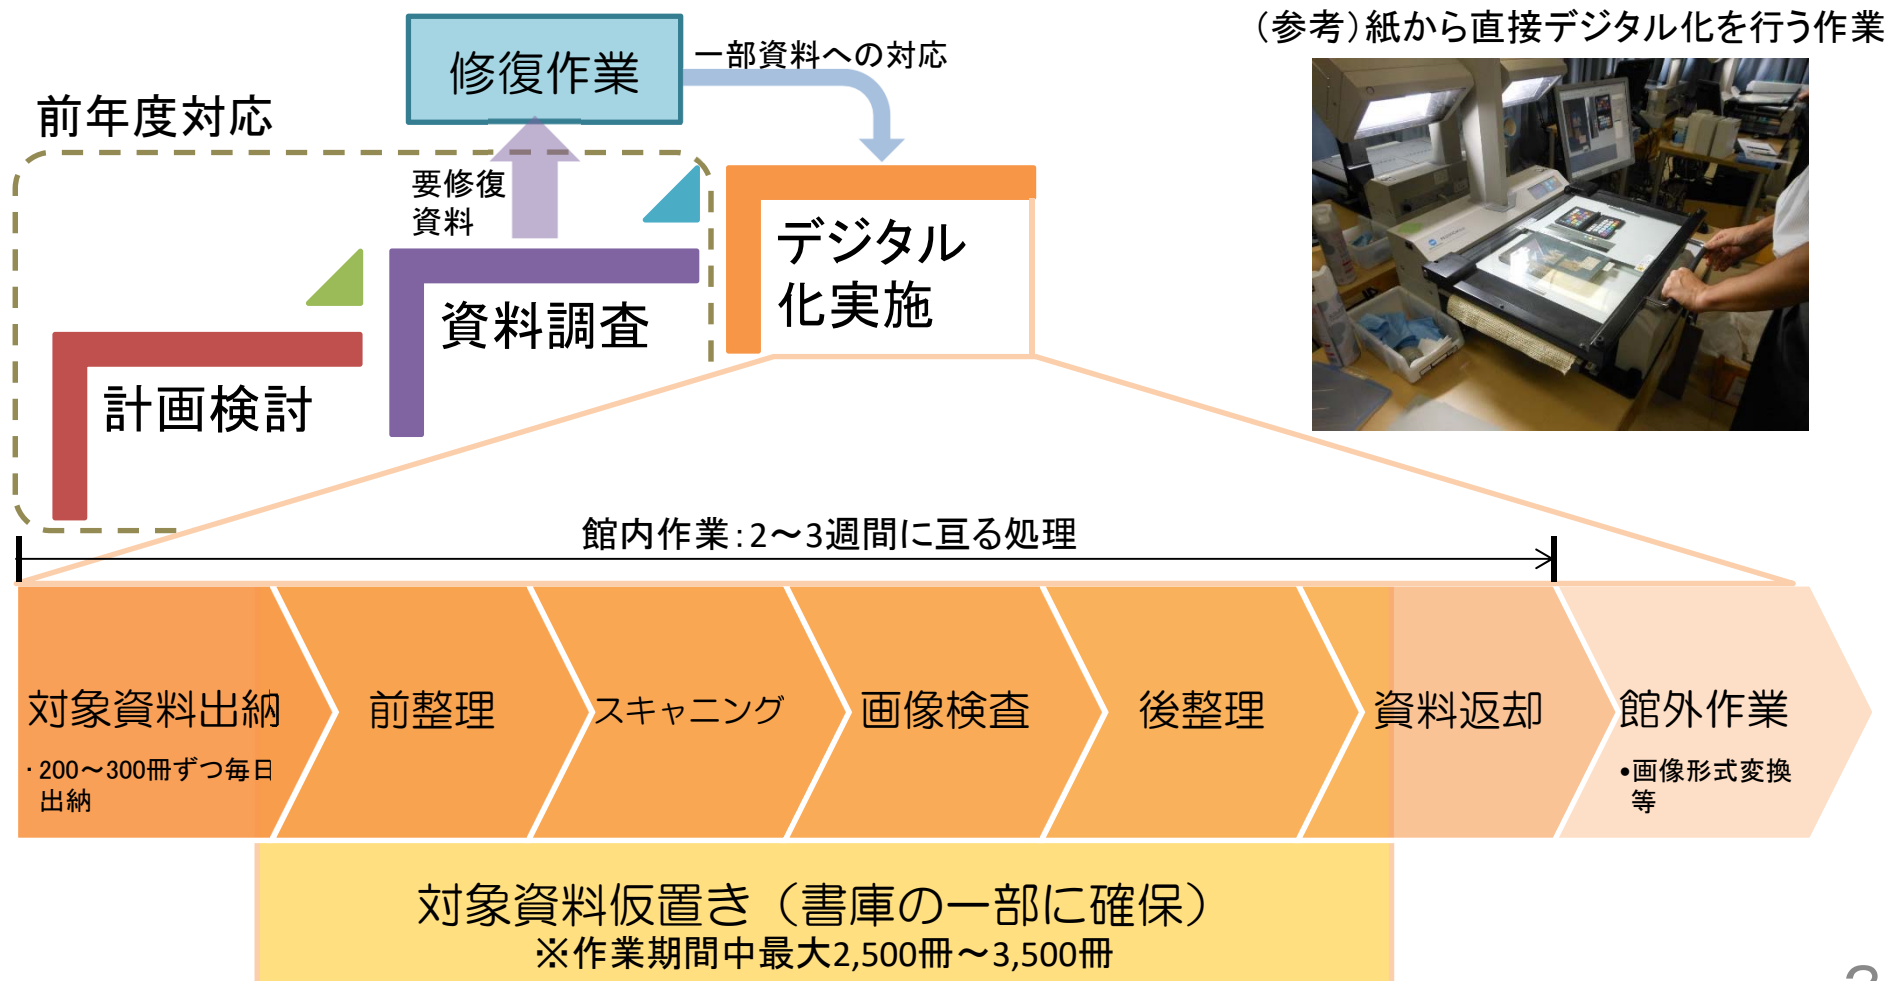 （参考）紙から直接デジタル化を行う作業
修復作業
一部資料への対応
前年度対応
要修復
資料
デジタル
化実施
資料調査
計画検討
館内作業：2～3週間に亘る処理
対象資料出納
・200～300冊ずつ毎日
出納
前整理
スキャニング
画像検査
後整理
資料返却
館外作業
•画像形式変換
等
対象資料仮置き（書庫の一部に確保）
※作業期間中最大2,500冊～3,500冊